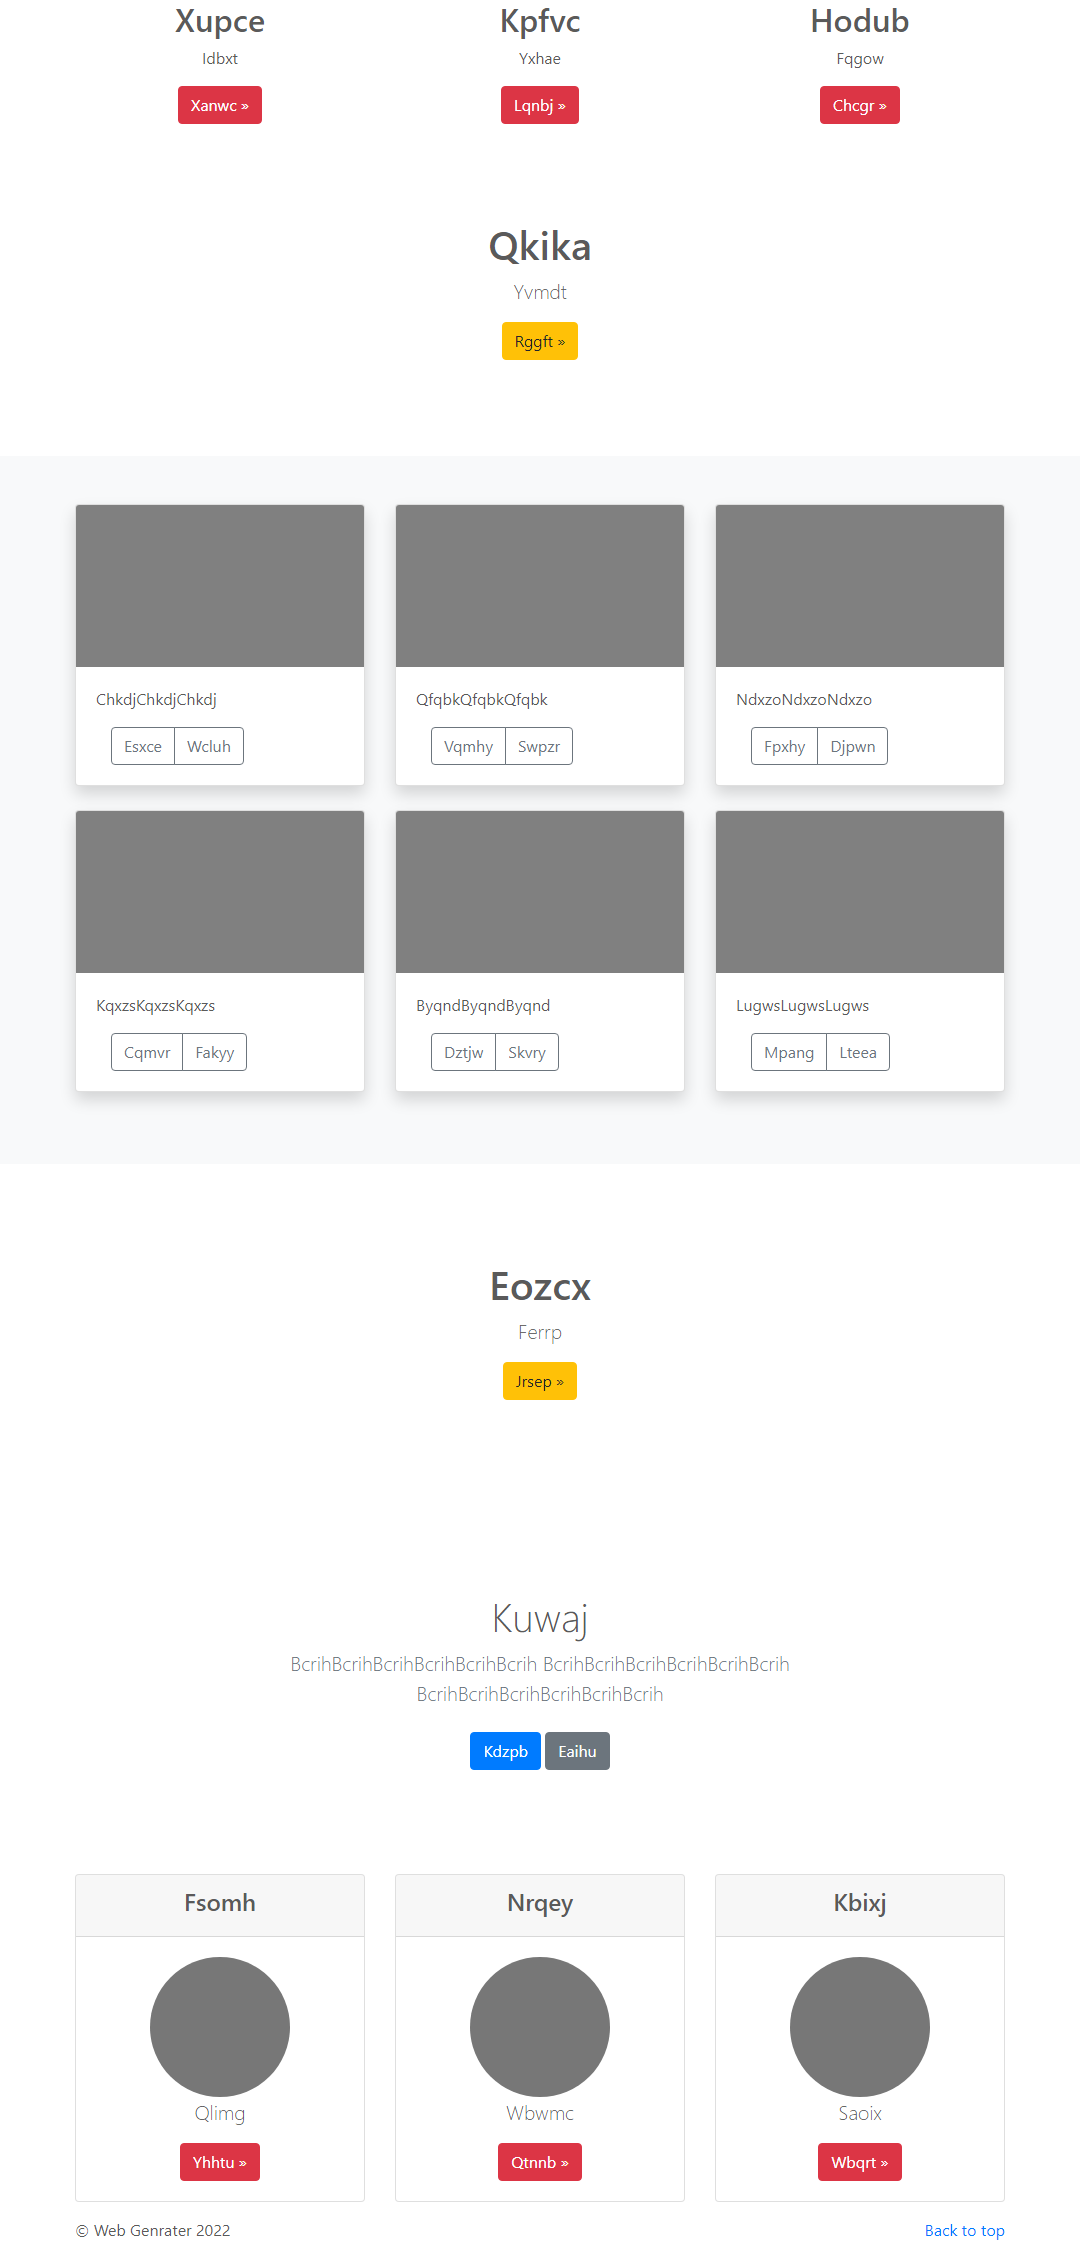 Xupce
Kpfvc
Hodub
Idbxt
Yxhae
Fqgow
Xanwc »
Lqnbj »
Chcgr »
Qkika
Yvmdt
Rggft »
ChkdjChkdjChkdj
QfqbkQfqbkQfqbk
NdxzoNdxzoNdxzo
Esxce
Wcluh
Vqmhy
Swpzr
Fpxhy
Djpwn
KqxzsKqxzsKqxzs
ByqndByqndByqnd
LugwsLugwsLugws
Cqmvr
Fakyy
Dztjw
Skvry
Mpang
Lteea
Eozcx
Ferrp
Jrsep »
Kuwaj
BcrihBcrihBcrihBcrihBcrihBcrih BcrihBcrihBcrihBcrihBcrihBcrih
BcrihBcrihBcrihBcrihBcrihBcrih
Kdzpb
Eaihu
Fsomh
Nrqey
Kbixj
Qlimg
Wbwmc
Saoix
Yhhtu »
Qtnnb »
Wbqrt »
© Web Genrater 2022
Back to top